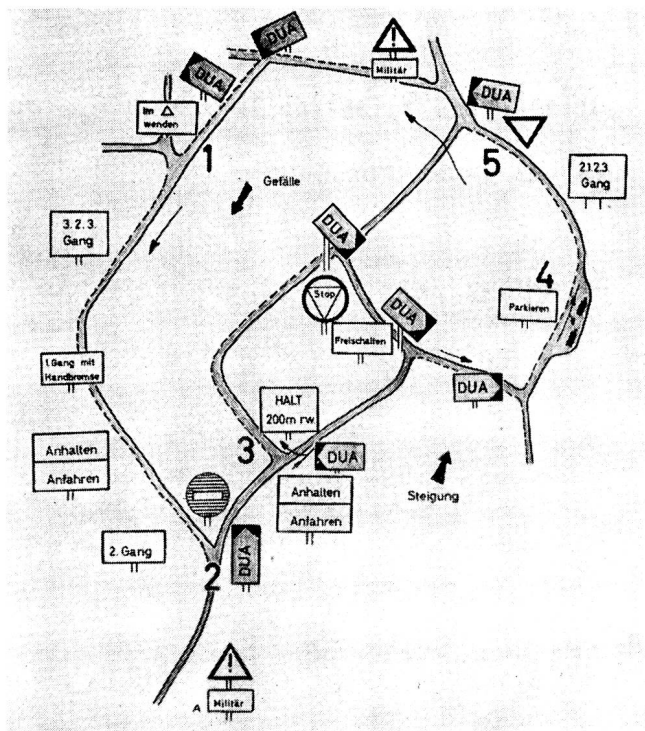 DUA
!
Militär
DUA
DUA
Im △
wenden
1
5
Gefälle
2.1.2.3.
Gang
3. 2. 3.
Gang
DUA
4
Stop
Parkieren
DUA
Freischalten
1. Gang mit
Handbremse
DUA
HALT
200m rw
Anhalten
Anfahren
3
DUA
Steigung
Anhalten
Anfahren
2. Gang
2
DUA
!
A
Militär